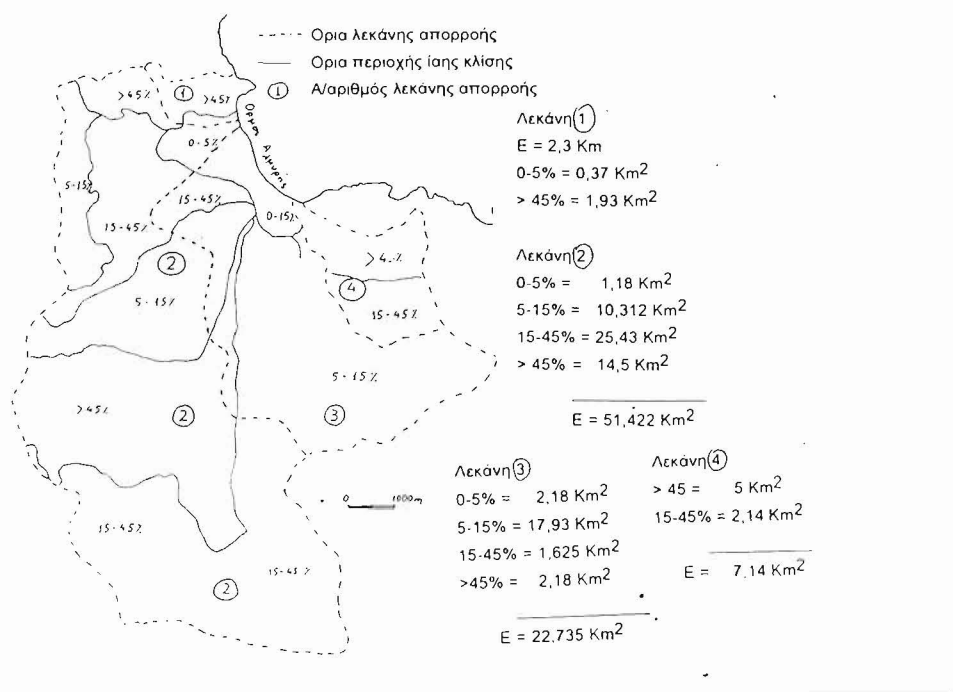 Ορια λεκάνης απορροής
Ορια περιοχής ίαης κλίσης
① Α/αριθμός λεκάνης απορροής
>45%
①
>45%
Ορμος Αλμυρής
0-5%
5-15%
15-45%
15-45%
0-15%
②
>4.%
④
5-15%
15-45%
5-15%
>45%
②
③
0 1000m
15-45%
15-45%
②
Λεκάνη①
Ε = 2,3 Km
0-5% = 0,37 Km²
> 45% = 1,93 Km²
Λεκάνη②
0-5% = 1,18 Km²
5-15% = 10,312 Km²
15-45% = 25,43 Km²
> 45% = 14,5 Km²
Ε = 51,422 Km²
Λεκάνη③
0-5% = 2,18 Km²
5-15% = 17,93 Km²
15-45% = 1,625 Km²
>45% = 2,18 Km²
Ε = 22,735 Km²
Λεκάνη④
> 45 = 5 Km²
15-45% = 2,14 Km²
Ε = 7.14 Km²